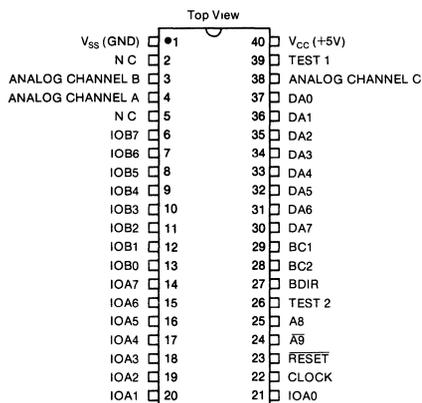 Top View
V_SS (GND) 1 40 V_CC (+5V)
N C 2 39 TEST 1
ANALOG CHANNEL B 3 38 ANALOG CHANNEL C
ANALOG CHANNEL A 4 37 DA0
N C 5 36 DA1
IOB7 6 35 DA2
IOB6 7 34 DA3
IOB5 8 33 DA4
IOB4 9 32 DA5
IOB3 10 31 DA6
IOB2 11 30 DA7
IOB1 12 29 BC1
IOB0 13 28 BC2
IOA7 14 27 BDIR
IOA6 15 26 TEST 2
IOA5 16 25 A8
IOA4 17 24 A̅9̅
IOA3 18 23 R̅E̅S̅E̅T̅
IOA2 19 22 CLOCK
IOA1 20 21 IOA0